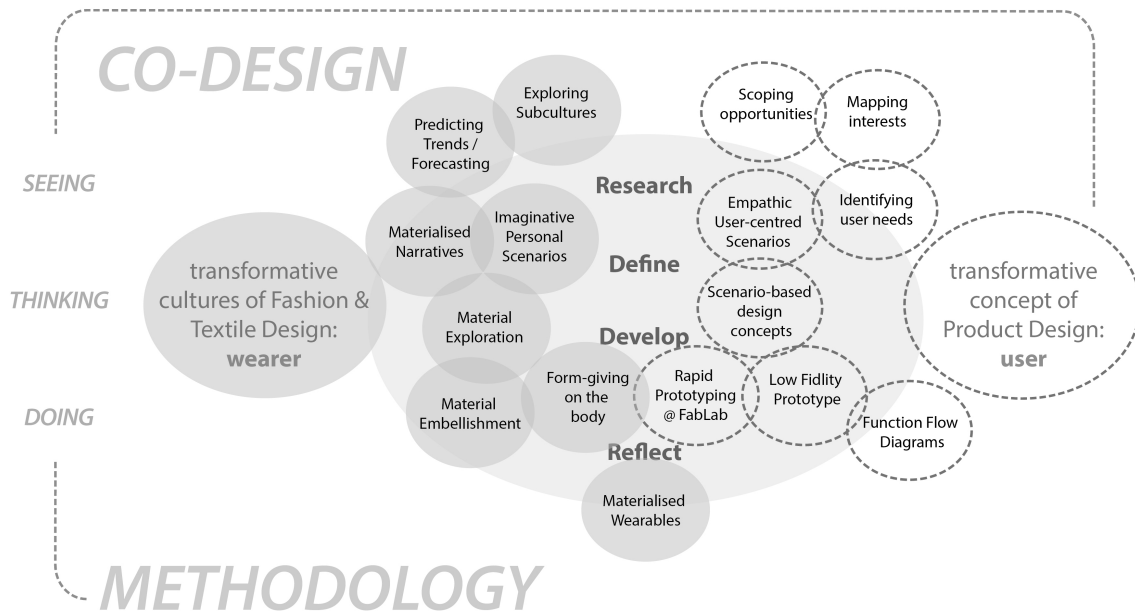 CO-DESIGN
SEEING
THINKING
DOING
transformative
cultures of Fashion &
Textile Design:
wearer
Predicting
Trends /
Forecasting
Exploring
Subcultures
Materialised
Narratives
Imaginative
Personal
Scenarios
Material
Exploration
Material
Embellishment
Form-giving
on the
body
Materialised
Wearables
Research
Define
Develop
Reflect
Scoping
opportunities
Mapping
interests
Empathic
User-centred
Scenarios
Identifying
user needs
Scenario-based
design
concepts
Rapid
Prototyping
@ FabLab
Low Fidlity
Prototype
Function Flow
Diagrams
transformative
concept of
Product Design:
user
METHODOLOGY